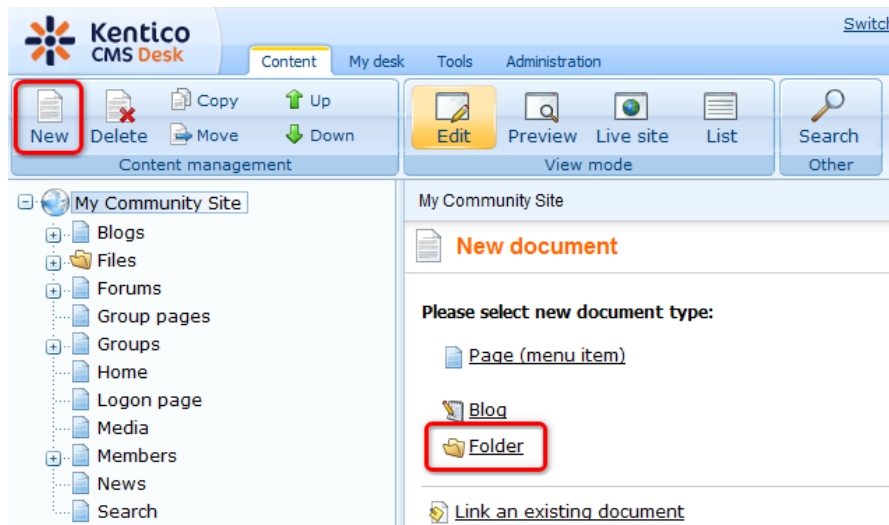 Kentico
CMS Desk
Content My desk Tools Administration
New Delete Copy Move Up Down
Content management
Edit Preview Live site List
View mode
Search
Other
My Community Site
Blogs
Files
Forums
Group pages
Groups
Home
Logon page
Media
Members
News
Search
My Community Site
New document
Please select new document type:
Page (menu item)
Blog
Folder
Link an existing document